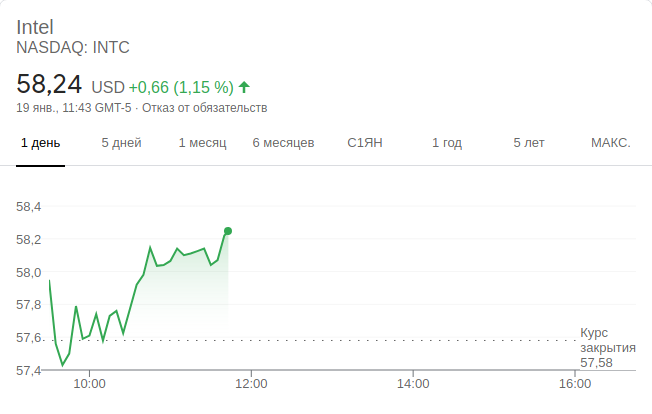 Intel
NASDAQ: INTC
58,24 USD +0,66 (1,15 %)
19 янв., 11:43 GMT-5 · Отказ от обязательств
1 день 5 дней 1 месяц 6 месяцев С1ЯН 1 год 5 лет МАКС.
58,4
58,2
58,0
57,8
57,6
57,4
Курс
закрытия
57,58
10:00 12:00 14:00 16:00